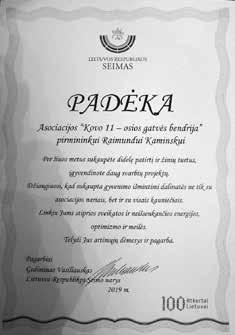 LIETUVOS RESPUBLIKOS
SEIMAS
PADĖKA
Asociacijos "Kovo 11 – osios gatvės bendrija"
pirmininkui Raimundui Kaminskui
Per šiuos metus sukaupėte didelę patirtį ir žinių turtus,
įgyvendinote daug svarbių projektų.
Džiaugiuosi, kad sukaupta gyvenimo išmintimi dalinatės ne tik su
asociacijos nariais, bet ir su visais kauniečiais.
Linkiu Jums stiprios sveikatos ir neišsenkančios energijos,
optimizmo ir meilės.
Telydi Jus artimųjų dėmesys ir pagarba.
Pagarbiai
Gediminas Vasiliauskas
Lietuvos Respublikos Seimo narys
2019 m.
100 Atkurtai
Lietuvai